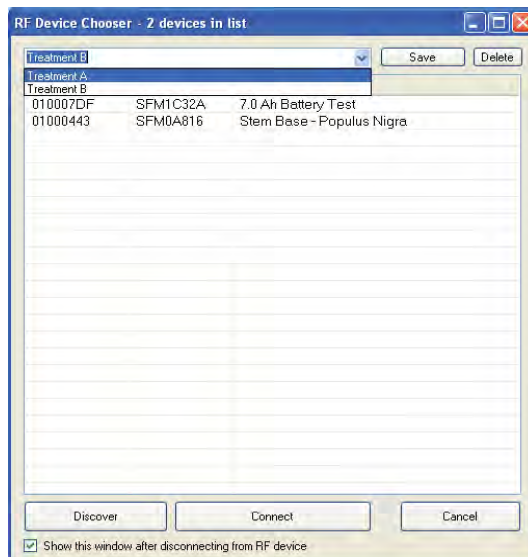 RF Device Chooser - 2 devices in list
Treatment B Save Delete
Treatment A
Treatment B
010007DF SFM1C32A 7.0 Ah Battery Test
01000443 SFM0A816 Stem Base - Populus Nigra
Discover Connect Cancel
Show this window after disconnecting from RF device